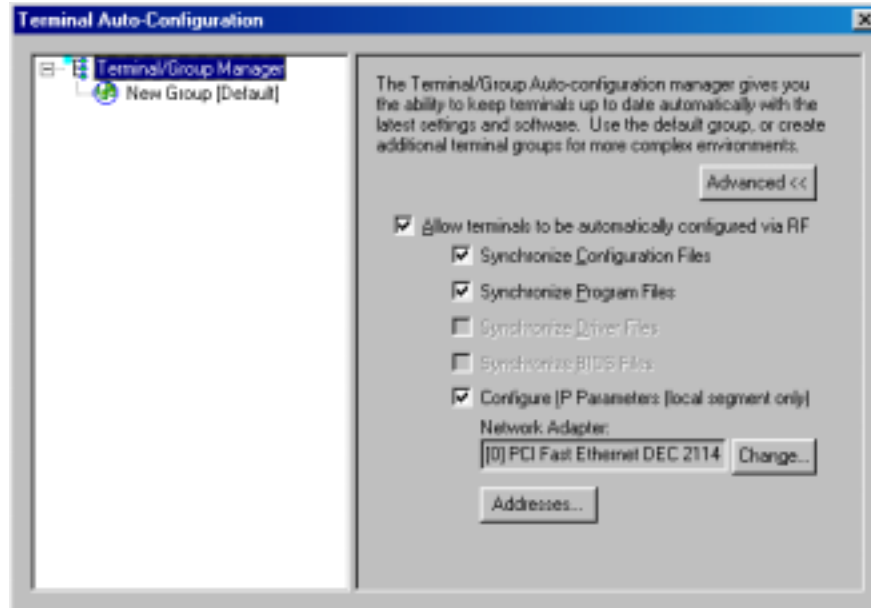 Terminal Auto-Configuration
Terminal/Group Manager
New Group [Default]
The Terminal/Group Auto-configuration manager gives you
the ability to keep terminals up to date automatically with the
latest settings and software. Use the default group, or create
additional terminal groups for more complex environments.
Advanced <<
Allow terminals to be automatically configured via RF
Synchronize Configuration Files
Synchronize Program Files
Synchronize Driver Files
Synchronize BIOS Files
Configure IP Parameters (local segment only)
Network Adapter:
[0] PCI Fast Ethernet DEC 2114
Change...
Addresses...